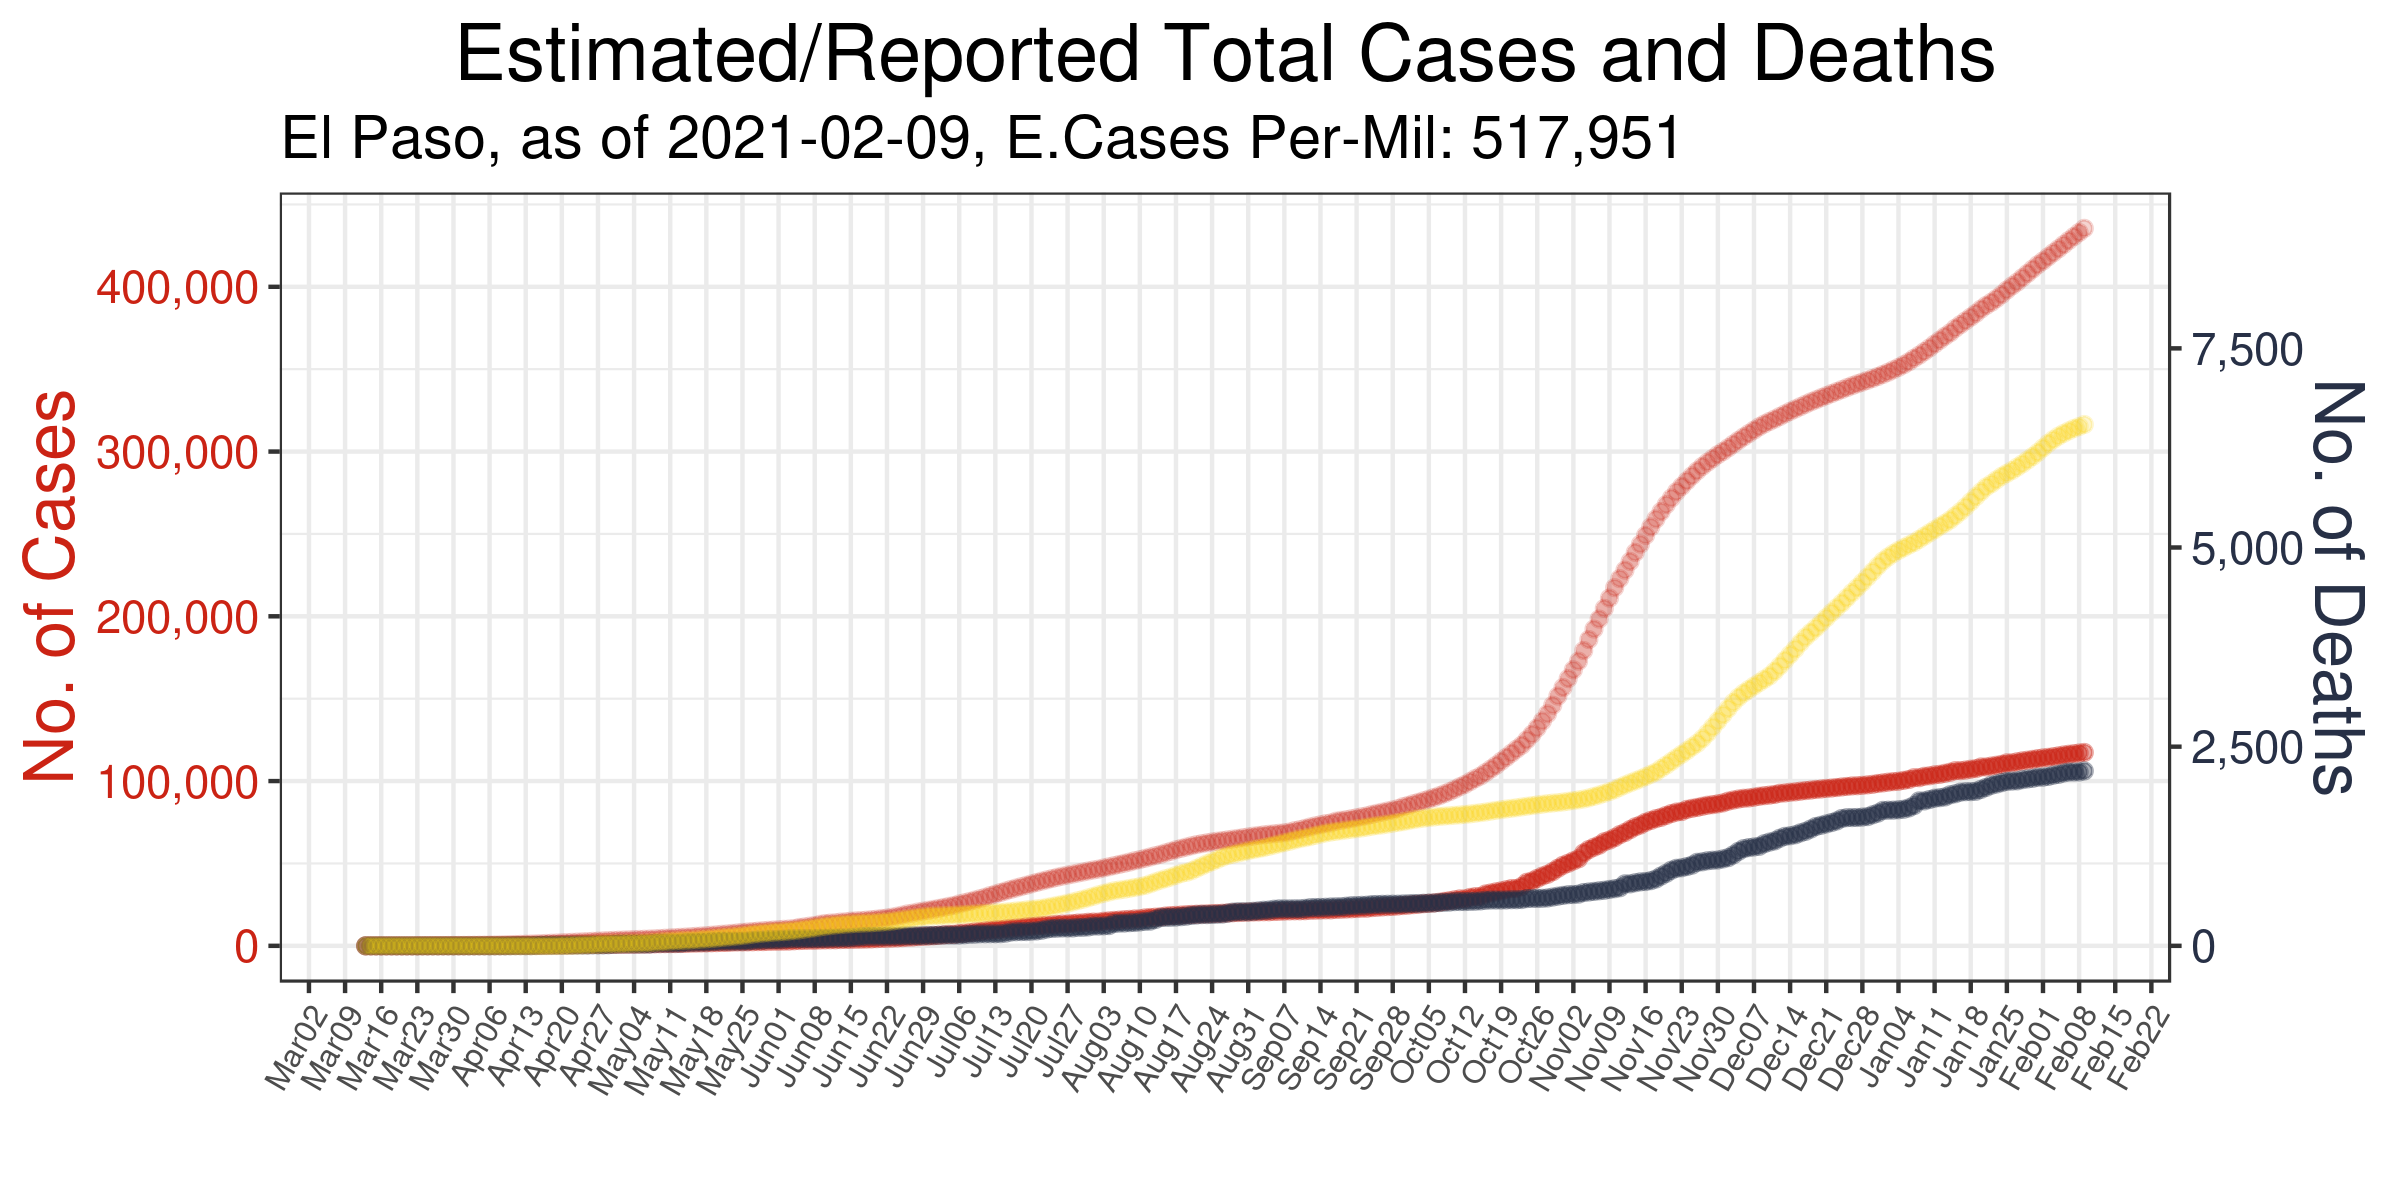 Estimated/Reported Total Cases and Deaths
El Paso, as of 2021-02-09, E.Cases Per-Mil: 517,951
No. of Cases
400,000
300,000
200,000
100,000
0
7,500
5,000
2,500
0
No. of Deaths
Mar02
Mar09
Mar16
Mar23
Mar30
Apr06
Apr13
Apr20
Apr27
May04
May11
May18
May25
Jun01
Jun08
Jun15
Jun22
Jun29
Jul06
Jul13
Jul20
Jul27
Aug03
Aug10
Aug17
Aug24
Aug31
Sep07
Sep14
Sep21
Sep28
Oct05
Oct12
Oct19
Oct26
Nov02
Nov09
Nov16
Nov23
Nov30
Dec07
Dec14
Dec21
Dec28
Jan04
Jan11
Jan18
Jan25
Feb01
Feb08
Feb15
Feb22